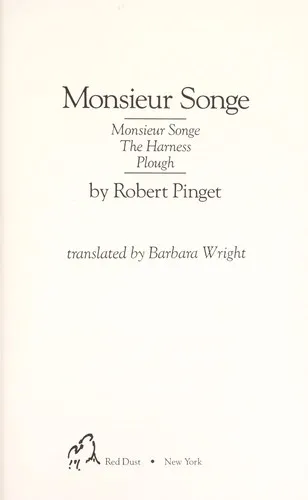 Monsieur Songe
Monsieur Songe
The Harness
Plough
by Robert Pinget
translated by Barbara Wright
Red Dust • New York